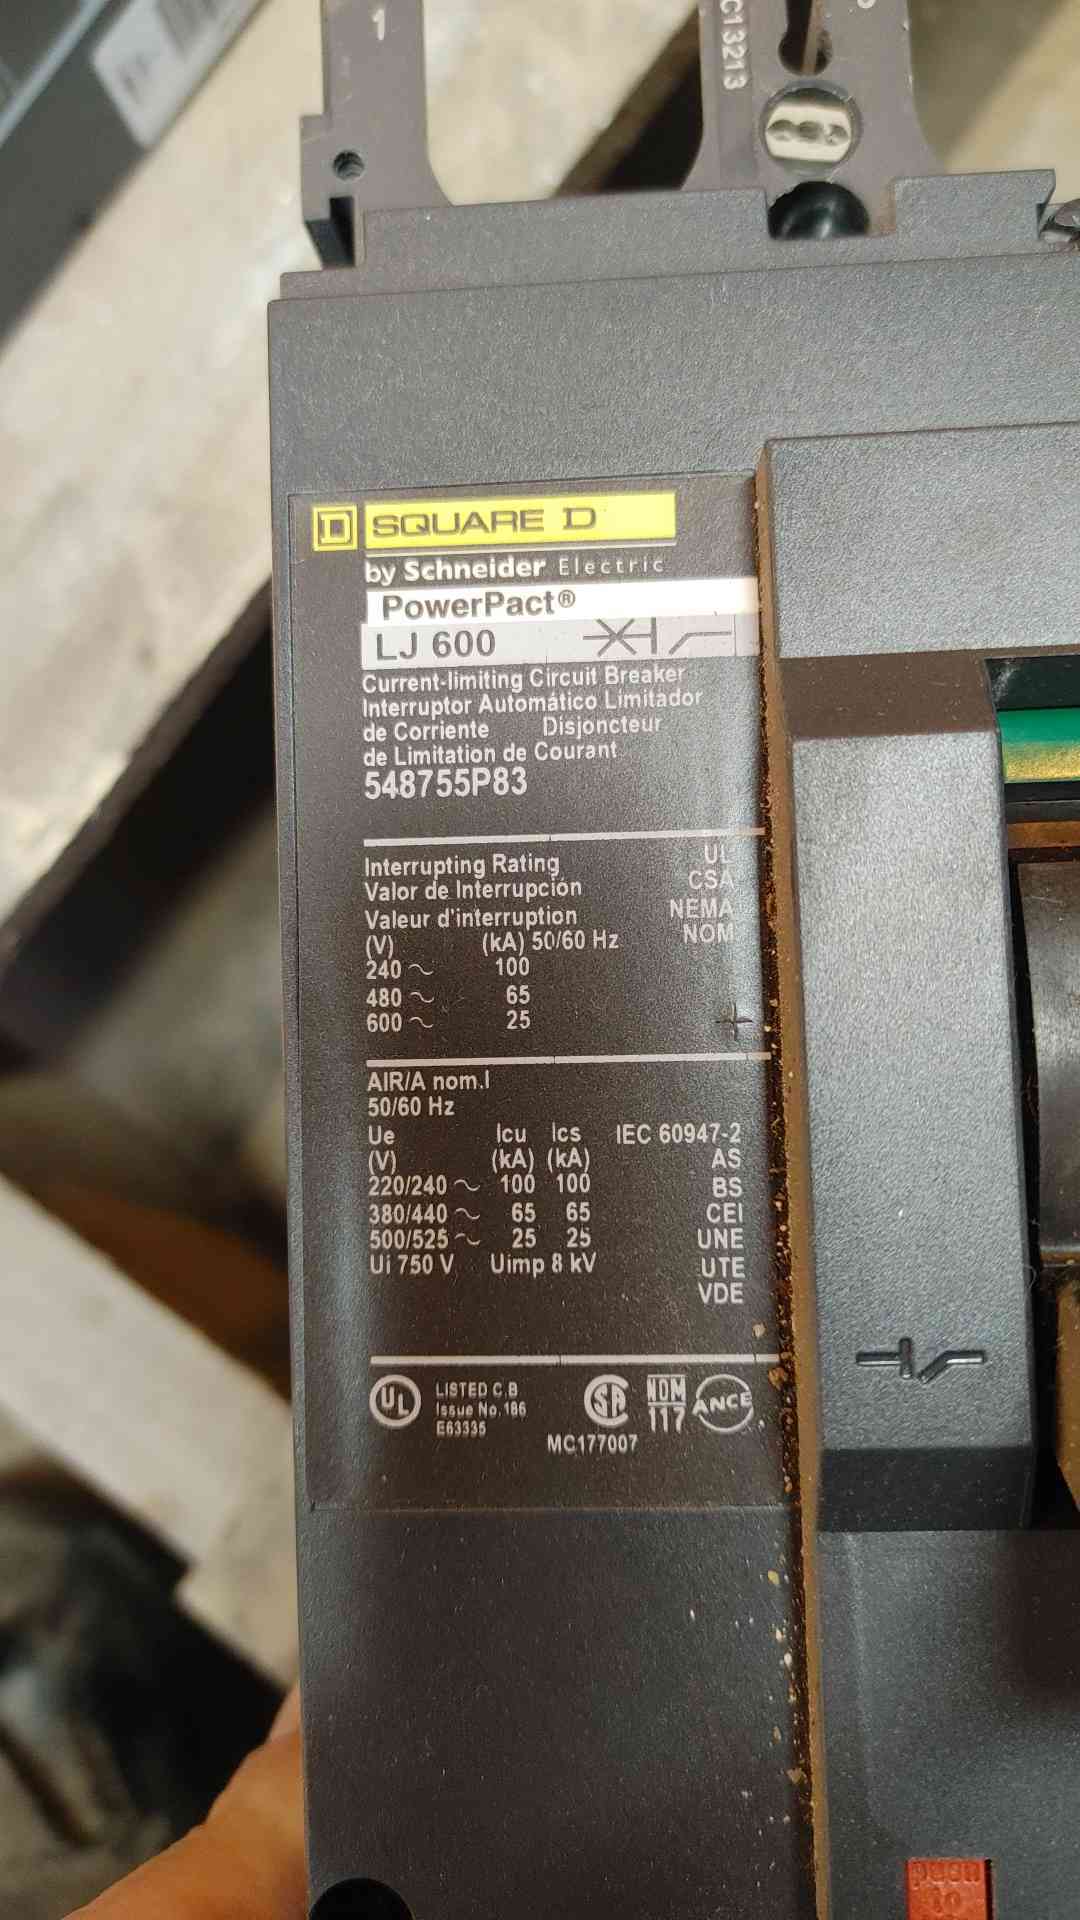 1
C13213
SQUARE D
by Schneider Electric
PowerPact®
LJ 600
Current-limiting Circuit Breaker
Interruptor Automático Limitador
de Corriente Disjoncteur
de Limitation de Courant
548755P83
Interrupting Rating UL
Valor de Interrupción CSA
Valeur d'interruption NEMA
(V) (kA) 50/60 Hz NOM
240 ~ 100
480 ~ 65
600 ~ 25
AIR/A nom.I
50/60 Hz
Ue Icu Ics IEC 60947-2
(V) (kA) (kA) AS
220/240 ~ 100 100 BS
380/440 ~ 65 65 CEI
500/525 ~ 25 25 UNE
Ui 750 V Uimp 8 kV UTE
VDE
UL LISTED C.B.
Issue No. 186
E63335
SA NOM 117 ANCE
MC177007
push
to